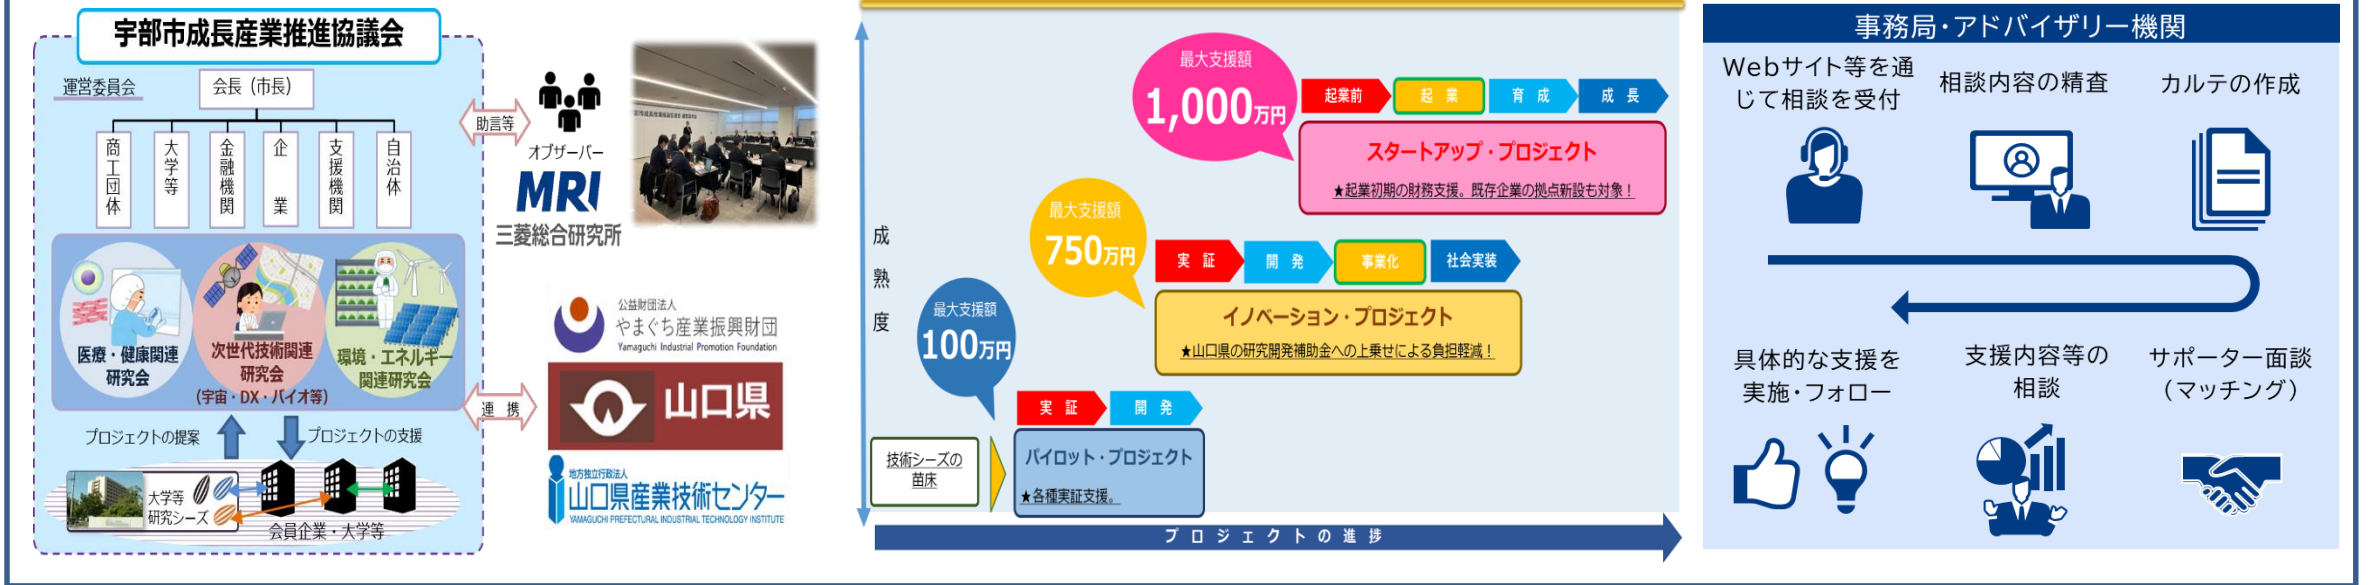 宇部市成長産業推進協議会
運営委員会
会長（市長）
商工団体
大学等
金融機関
企業
支援機関
自治体
医療・健康関連
研究会
次世代技術関連
研究会
(宇宙・DX・バイオ等)
環境・エネルギー
関連研究会
プロジェクトの提案
プロジェクトの支援
大学等
研究シーズ
会員企業・大学等
助言等
オブザーバー
MRI
三菱総合研究所
連 携
公益財団法人
やまぐち産業振興財団
Yamaguchi Industrial Promotion Foundation
山口県
地方独立行政法人
山口県産業技術センター
YAMAGUCHI PREFECTURAL INDUSTRIAL TECHNOLOGY INSTITUTE
成熟度
最大支援額
1,000万円
起業前
起 業
育 成
成 長
スタートアップ・プロジェクト
★起業初期の財務支援。既存企業の拠点新設も対象！
最大支援額
750万円
実 証
開 発
事業化
社会実装
イノベーション・プロジェクト
★山口県の研究開発補助金への上乗せによる負担軽減！
最大支援額
100万円
実 証
開 発
技術シーズの
苗床
パイロット・プロジェクト
★各種実証支援。
プロジェクトの進捗
事務局・アドバイザリー機関
Webサイト等を通
じて相談を受付
相談内容の精査
カルテの作成
具体的な支援を
実施・フォロー
支援内容等の
相談
サポーター面談
（マッチング）